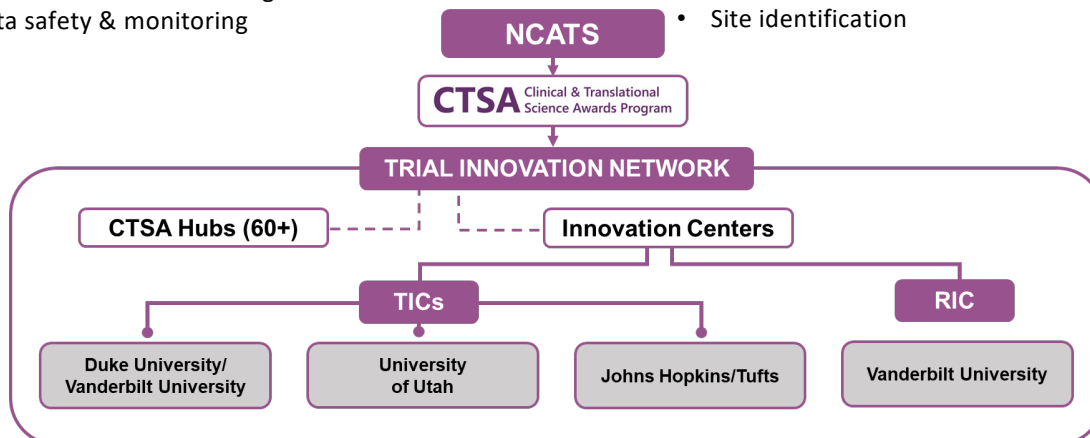 safety & monitoring
• Site identification
NCATS
CTSA Clinical & Translational
Science Awards Program
TRIAL INNOVATION NETWORK
CTSA Hubs (60+)
Innovation Centers
TICs
RIC
Duke University/
Vanderbilt University
University
of Utah
Johns Hopkins/Tufts
Vanderbilt University